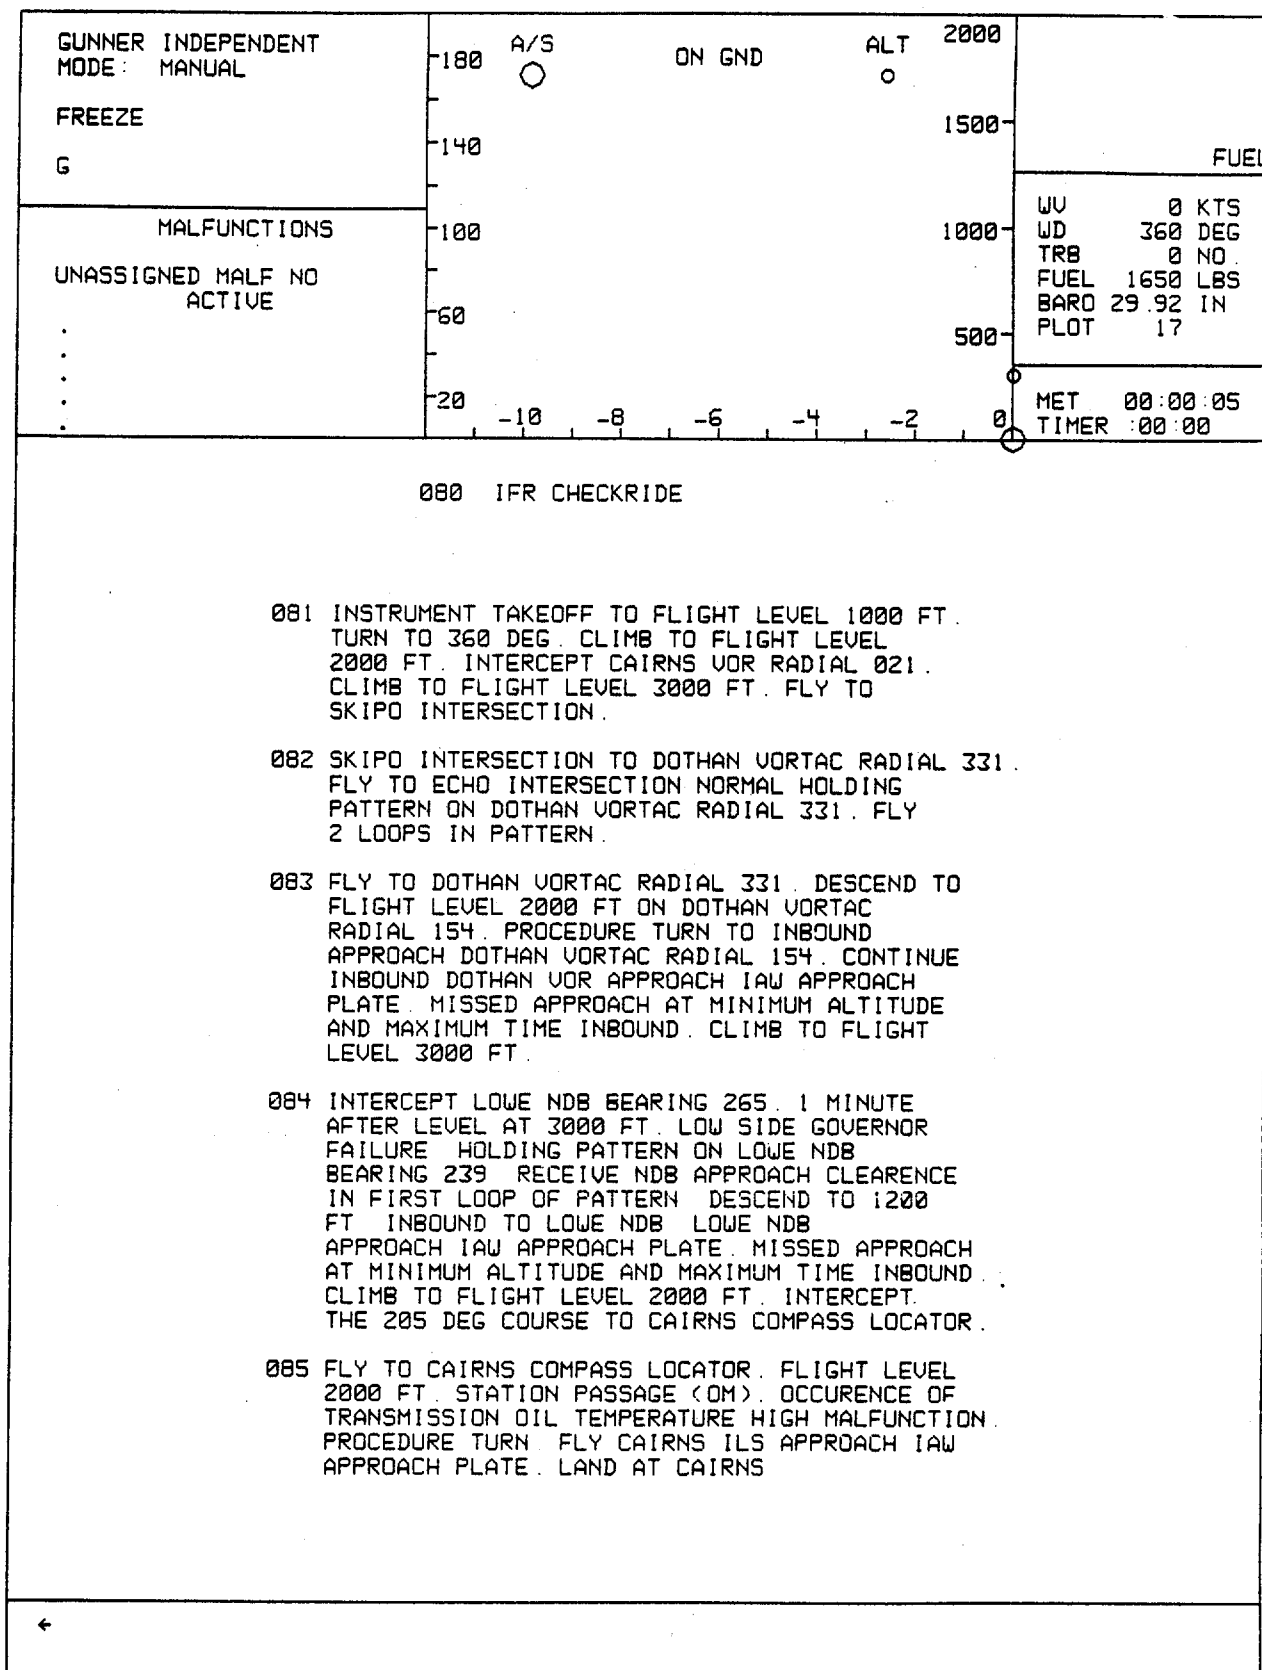 GUNNER INDEPENDENT
MODE: MANUAL
FREEZE
G
MALFUNCTIONS
UNASSIGNED MALF NO
ACTIVE
.
.
.
.
.
A/S
ON GND
ALT
180
140
100
60
20
-10 -8 -6 -4 -2 0
2000
1500
1000
500
FUEL
WV 0 KTS
WD 360 DEG
TRB 0 NO.
FUEL 1650 LBS
BARO 29.92 IN
PLOT 17
MET 00:00:05
TIMER :00:00
080 IFR CHECKRIDE
081 INSTRUMENT TAKEOFF TO FLIGHT LEVEL 1000 FT.
TURN TO 360 DEG. CLIMB TO FLIGHT LEVEL
2000 FT. INTERCEPT CAIRNS VOR RADIAL 021.
CLIMB TO FLIGHT LEVEL 3000 FT. FLY TO
SKIPO INTERSECTION.
082 SKIPO INTERSECTION TO DOTHAN VORTAC RADIAL 331.
FLY TO ECHO INTERSECTION NORMAL HOLDING
PATTERN ON DOTHAN VORTAC RADIAL 331. FLY
2 LOOPS IN PATTERN.
083 FLY TO DOTHAN VORTAC RADIAL 331. DESCEND TO
FLIGHT LEVEL 2000 FT ON DOTHAN VORTAC
RADIAL 154. PROCEDURE TURN TO INBOUND
APPROACH DOTHAN VORTAC RADIAL 154. CONTINUE
INBOUND DOTHAN VOR APPROACH IAW APPROACH
PLATE. MISSED APPROACH AT MINIMUM ALTITUDE
AND MAXIMUM TIME INBOUND. CLIMB TO FLIGHT
LEVEL 3000 FT.
084 INTERCEPT LOWE NDB BEARING 265. 1 MINUTE
AFTER LEVEL AT 3000 FT. LOW SIDE GOVERNOR
FAILURE HOLDING PATTERN ON LOWE NDB
BEARING 239 RECEIVE NDB APPROACH CLEARENCE
IN FIRST LOOP OF PATTERN DESCEND TO 1200
FT INBOUND TO LOWE NDB LOWE NDB
APPROACH IAW APPROACH PLATE. MISSED APPROACH
AT MINIMUM ALTITUDE AND MAXIMUM TIME INBOUND.
CLIMB TO FLIGHT LEVEL 2000 FT. INTERCEPT.
THE 205 DEG COURSE TO CAIRNS COMPASS LOCATOR.
085 FLY TO CAIRNS COMPASS LOCATOR. FLIGHT LEVEL
2000 FT. STATION PASSAGE (OM). OCCURENCE OF
TRANSMISSION OIL TEMPERATURE HIGH MALFUNCTION.
PROCEDURE TURN FLY CAIRNS ILS APPROACH IAW
APPROACH PLATE. LAND AT CAIRNS
←